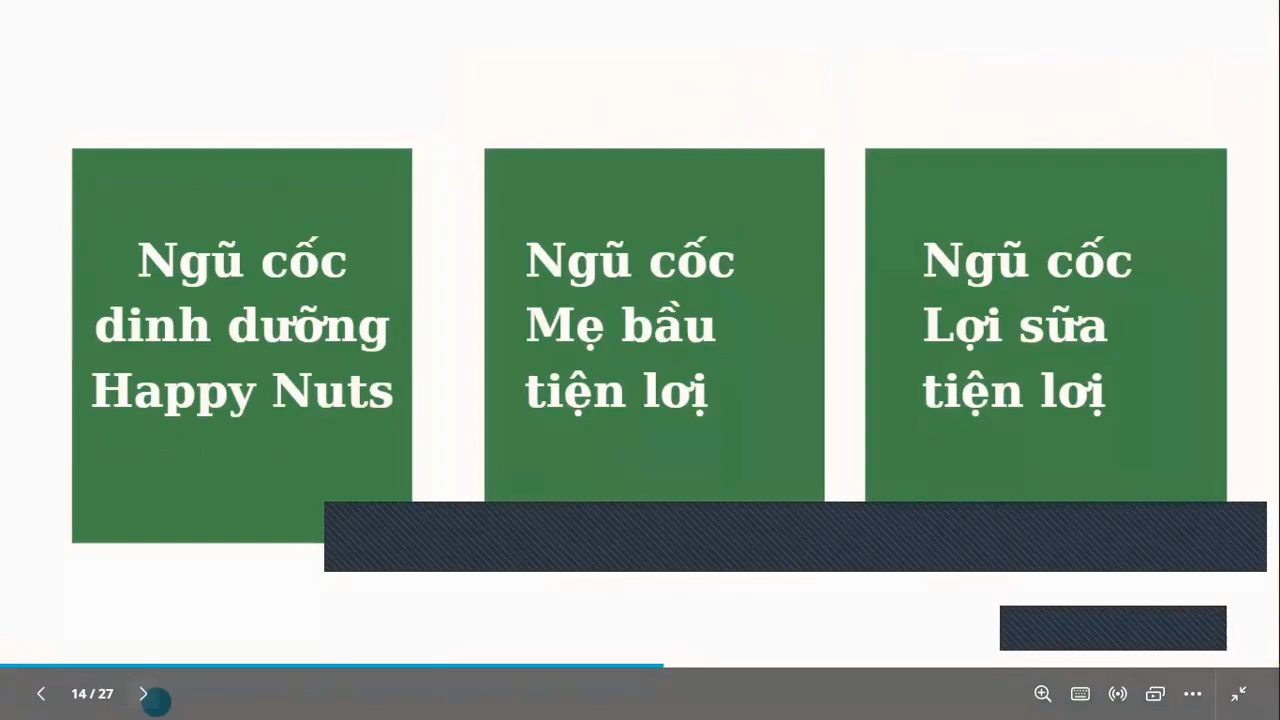 Ngũ cốc
dinh dưỡng
Happy Nuts
Ngũ cốc
Mẹ bầu
tiện lợi
Ngũ cốc
Lợi sữa
tiện lợi
14 / 27